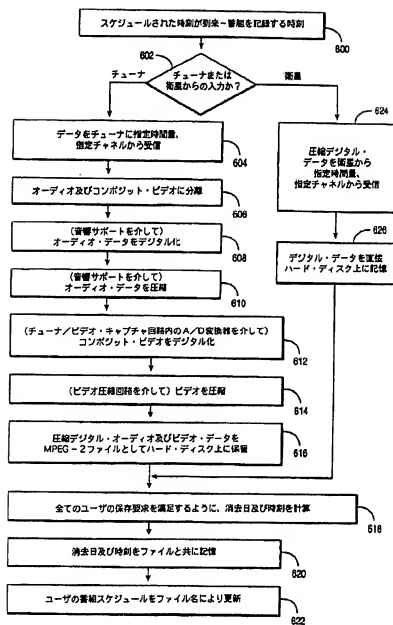 スケジュールされた時刻が到来~番組を記録する時刻
600
602
チューナまたは
衛星からの入力か?
チューナ
衛星
データをチューナに指定時間量、
指定チャネルから受信
604
オーディオ及びコンポジット・ビデオに分離
606
(音響サポートを介して)
オーディオ・データをデジタル化
608
(音響サポートを介して)
オーディオ・データを圧縮
610
624
圧縮デジタル・
データを衛星から
指定時間量、
指定チャネルから受信
626
デジタル・データを直接
ハード・ディスク上に記憶
(チューナ/ビデオ・キャプチャ回路内のA/D変換器を介して)
コンポジット・ビデオをデジタル化
612
(ビデオ圧縮回路を介して)ビデオを圧縮
614
圧縮デジタル・オーディオ及びビデオ・データを
MPEG-2ファイルとしてハード・ディスク上に保管
616
全てのユーザの保存要求を満足するように、消去日及び時刻を計算
618
消去日及び時刻をファイルと共に記憶
620
ユーザの番組スケジュールをファイル名により更新
622